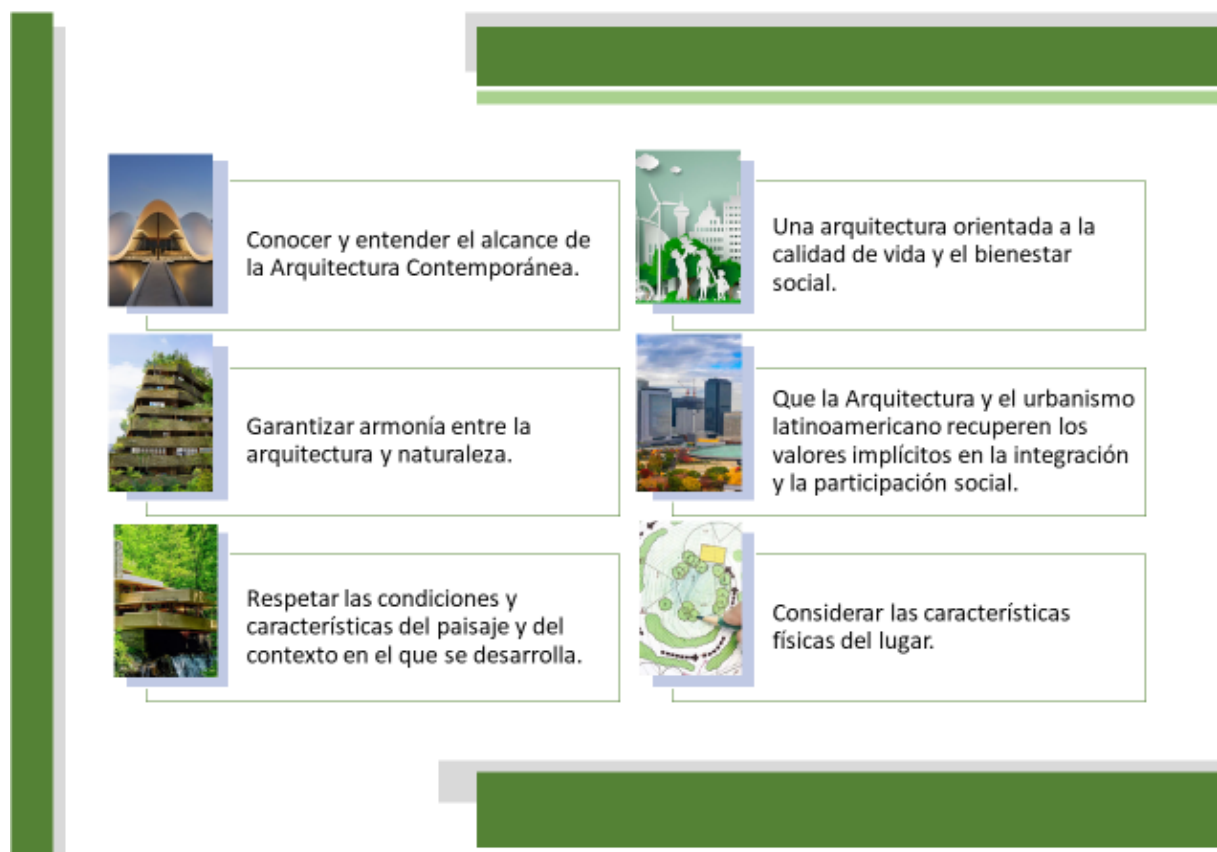 Conocer y entender el alcance de
la Arquitectura Contemporánea.
Una arquitectura orientada a la
calidad de vida y el bienestar
social.
Garantizar armonía entre la
arquitectura y naturaleza.
Que la Arquitectura y el urbanismo
latinoamericano recuperen los
valores implícitos en la integración
y la participación social.
Respetar las condiciones y
características del paisaje y del
contexto en el que se desarrolla.
Considerar las características
físicas del lugar.